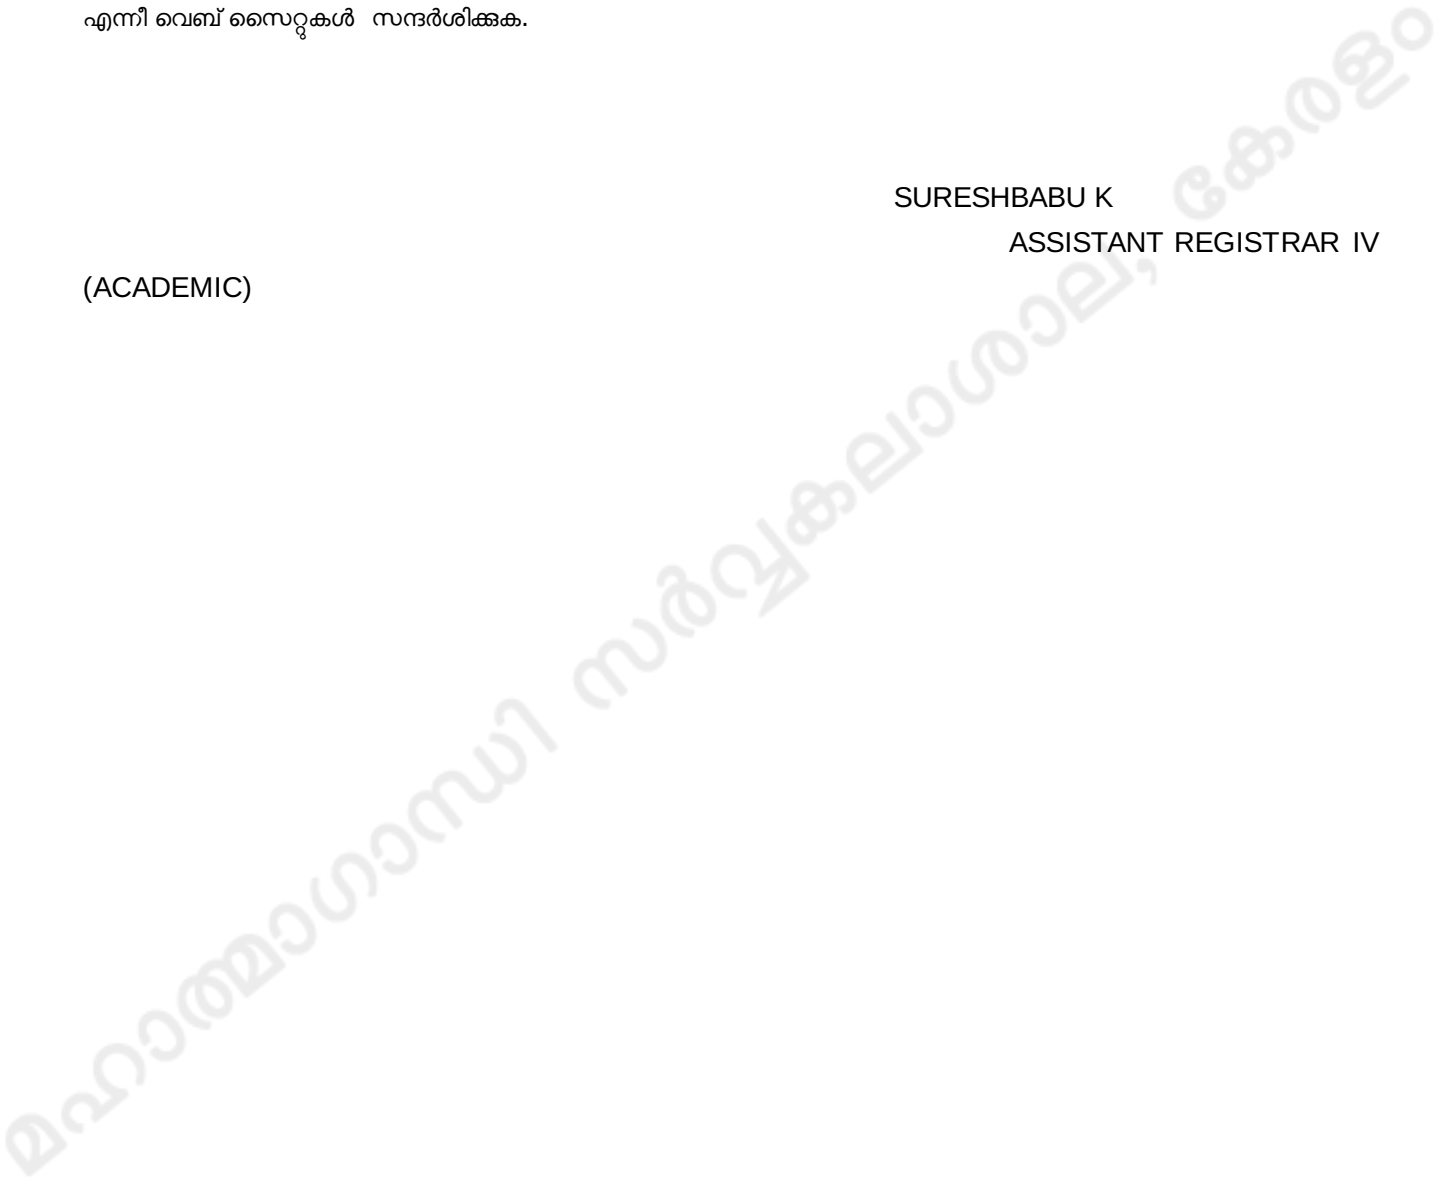 എന്നീ വെബ് സൈറ്റുകൾ സന്ദർശിക്കുക.
SURESHBABU K
ASSISTANT REGISTRAR IV
(ACADEMIC)
മഹാത്മാഗാന്ധി സർവ്വകലാശാല, കേരളം